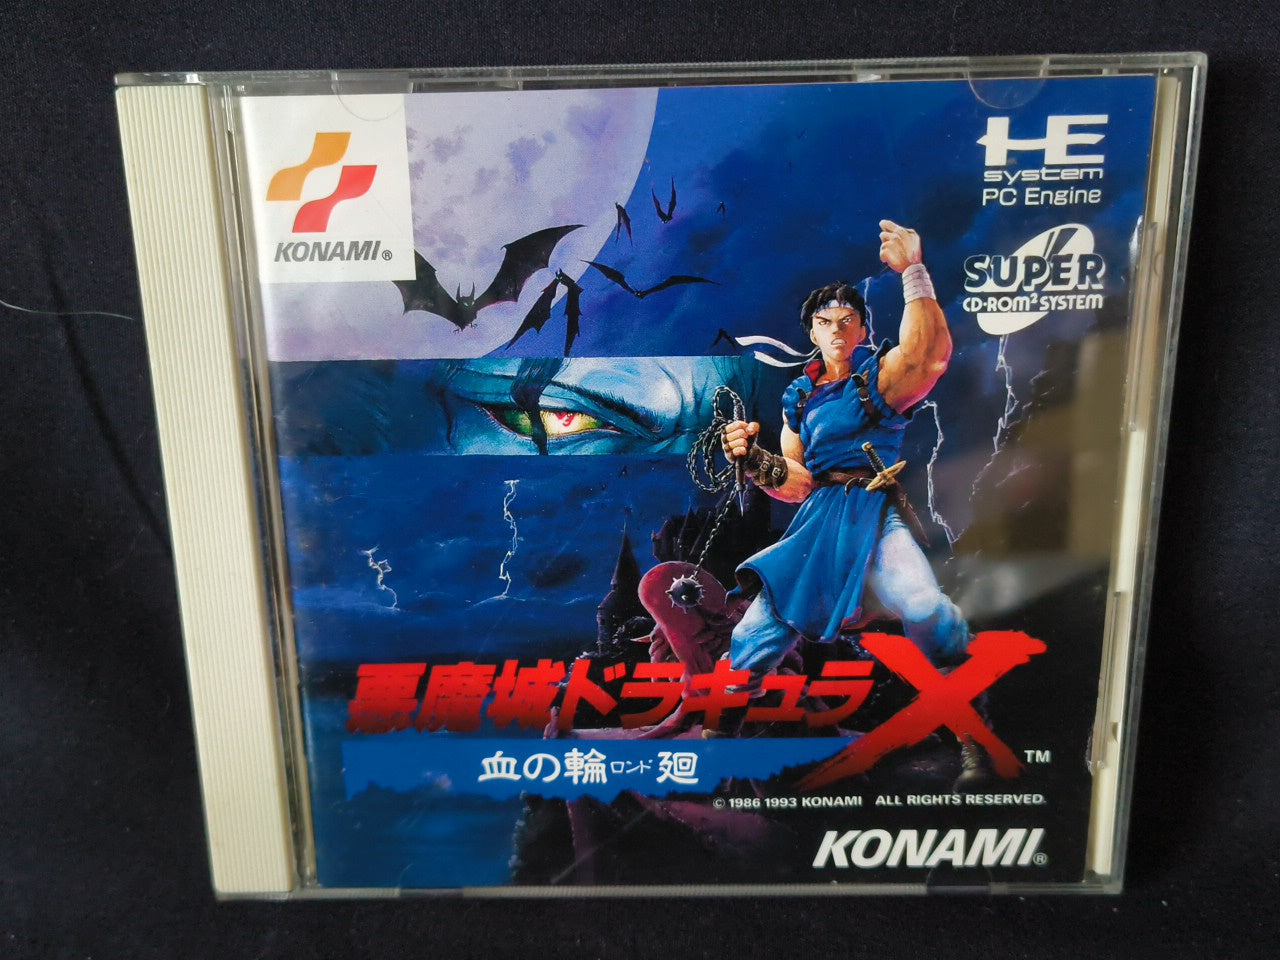 KONAMI®
HE
system
PC Engine
SUPER
CD-ROM² SYSTEM
悪魔城ドラキュラX
TM
血の輪ロンド廻
© 1986 1993 KONAMI ALL RIGHTS RESERVED.
KONAMI®